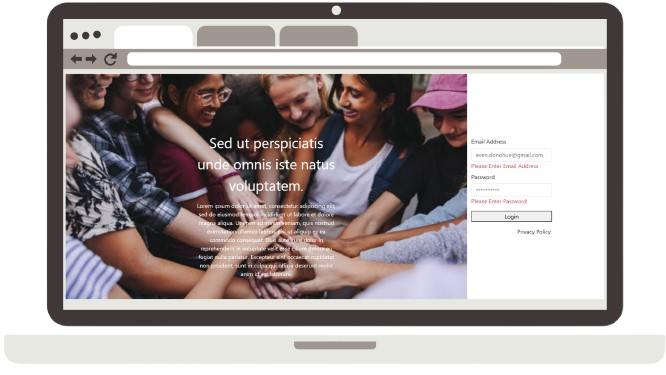 Sed ut perspiciatis
unde omnis iste natus
voluptatem.
Lorem ipsum dolor sit amet, consectetur adipiscing elit,
sed do eiusmod tempor incididunt ut labore et dolore
magna aliqua. Ut enim ad minim veniam, quis nostrud
exercitation ullamco laboris nisi ut aliquip ex ea
commodo consequat. Duis aute irure dolor in
reprehenderit in voluptate velit esse cillum dolore eu
fugiat nulla pariatur. Excepteur sint occaecat cupidatat
non proident, sunt in culpa qui officia deserunt mollit
anim id est laborum.
Email Address
even.donohue@gmail.com
Please Enter Email Address
Password
**********
Please Enter Password
Login
Privacy Policy